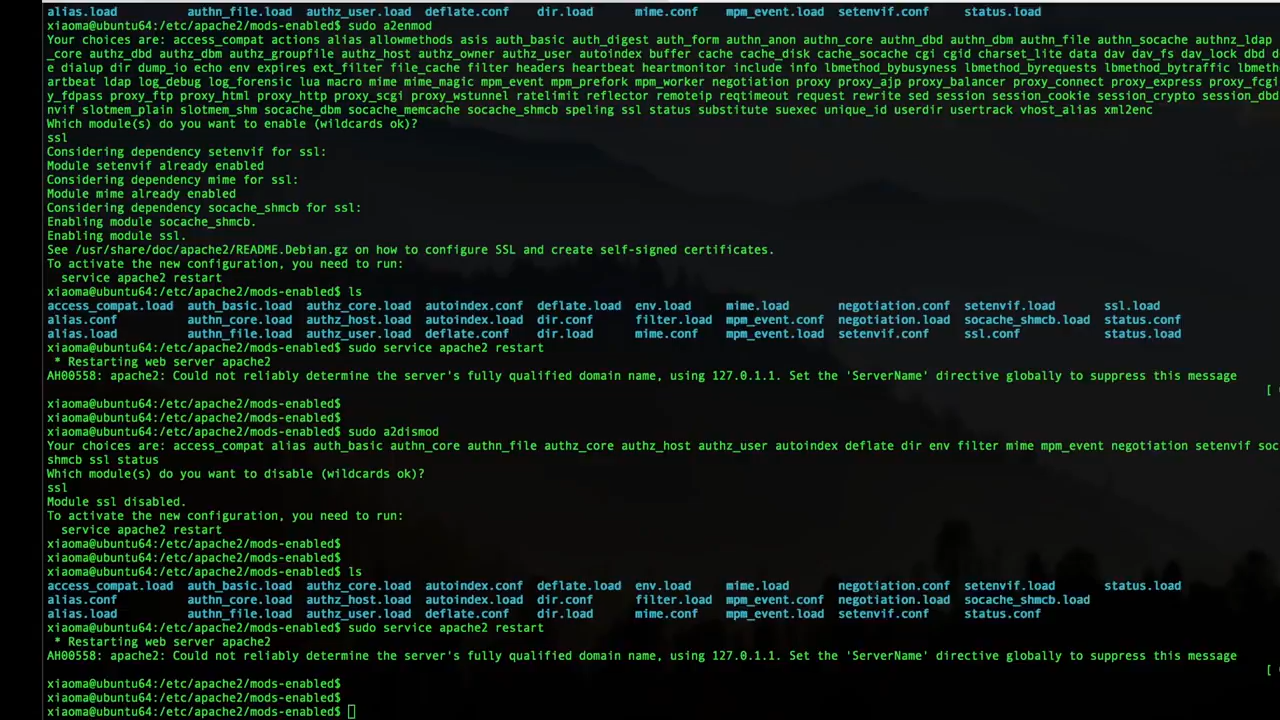 alias.load          authn_file.load  authz_user.load  deflate.conf    dir.conf     mime.conf    mpm_event.load  setenvif.conf    status.load
xiaoma@ubuntu64:/etc/apache2/mods-enabled$ sudo a2enmod
Your choices are: access_compat actions alias allowmethods asis auth_basic auth_digest auth_form authn_anon authn_core authn_dbd authn_dbm authn_file authn_socache authnz_ldap
_core authz_dbd authz_dbm authz_groupfile authz_host authz_owner authz_user autoindex buffer cache cache_disk cache_socache cgi cgid charset_lite data dav dav_fs dav_lock dbd d
e dialup dir dump_io echo env expires ext_filter file_cache filter headers heartbeat heartmonitor include info lbmethod_bybusyness lbmethod_byrequests lbmethod_bytraffic lbmeth
artbeat ldap log_debug log_forensic lua macro mime mime_magic mpm_event mpm_prefork mpm_worker negotiation proxy proxy_ajp proxy_balancer proxy_connect proxy_express proxy_fcgi
y_fdpass proxy_ftp proxy_html proxy_http proxy_scgi proxy_wstunnel ratelimit reflector remoteip reqtimeout request rewrite sed session session_cookie session_crypto session_dbd
nvif slotmem_plain slotmem_shm socache_dbm socache_memcache socache_shmcb speling ssl status substitute suexec unique_id userdir usertrack vhost_alias xml2enc
Which module(s) do you want to enable (wildcards ok)?
ssl
Considering dependency setenvif for ssl:
Module setenvif already enabled
Considering dependency mime for ssl:
Module mime already enabled
Considering dependency socache_shmcb for ssl:
Enabling module socache_shmcb.
Enabling module ssl.
See /usr/share/doc/apache2/README.Debian.gz on how to configure SSL and create self-signed certificates.
To activate the new configuration, you need to run:
  service apache2 restart
xiaoma@ubuntu64:/etc/apache2/mods-enabled$ ls
access_compat.load  auth_basic.load  authz_core.load  autoindex.conf  deflate.load  env.load     mime.load       negotiation.conf  setenvif.load       ssl.load
alias.conf          authn_core.load  authz_host.load  autoindex.load  dir.conf      filter.load  mpm_event.conf  negotiation.load  socache_shmcb.load  status.conf
alias.load          authn_file.load  authz_user.load  deflate.conf    dir.load      mime.conf    mpm_event.load  setenvif.conf     ssl.conf            status.load
xiaoma@ubuntu64:/etc/apache2/mods-enabled$ sudo service apache2 restart
 * Restarting web server apache2
AH00558: apache2: Could not reliably determine the server's fully qualified domain name, using 127.0.1.1. Set the 'ServerName' directive globally to suppress this message
[
xiaoma@ubuntu64:/etc/apache2/mods-enabled$
xiaoma@ubuntu64:/etc/apache2/mods-enabled$
xiaoma@ubuntu64:/etc/apache2/mods-enabled$ sudo a2dismod
Your choices are: access_compat alias auth_basic authn_core authn_file authz_core authz_host authz_user autoindex deflate dir env filter mime mpm_event negotiation setenvif soc
shmcb ssl status
Which module(s) do you want to disable (wildcards ok)?
ssl
Module ssl disabled.
To activate the new configuration, you need to run:
  service apache2 restart
xiaoma@ubuntu64:/etc/apache2/mods-enabled$
xiaoma@ubuntu64:/etc/apache2/mods-enabled$
xiaoma@ubuntu64:/etc/apache2/mods-enabled$ ls
access_compat.load  auth_basic.load  authz_core.load  autoindex.conf  deflate.load  env.load     mime.load       negotiation.conf  setenvif.load       status.load
alias.conf          authn_core.load  authz_host.load  autoindex.load  dir.conf      filter.load  mpm_event.conf  negotiation.load  socache_shmcb.load
alias.load          authn_file.load  authz_user.load  deflate.conf    dir.load      mime.conf    mpm_event.load  setenvif.conf     status.conf
xiaoma@ubuntu64:/etc/apache2/mods-enabled$ sudo service apache2 restart
 * Restarting web server apache2
AH00558: apache2: Could not reliably determine the server's fully qualified domain name, using 127.0.1.1. Set the 'ServerName' directive globally to suppress this message
[
xiaoma@ubuntu64:/etc/apache2/mods-enabled$
xiaoma@ubuntu64:/etc/apache2/mods-enabled$
xiaoma@ubuntu64:/etc/apache2/mods-enabled$